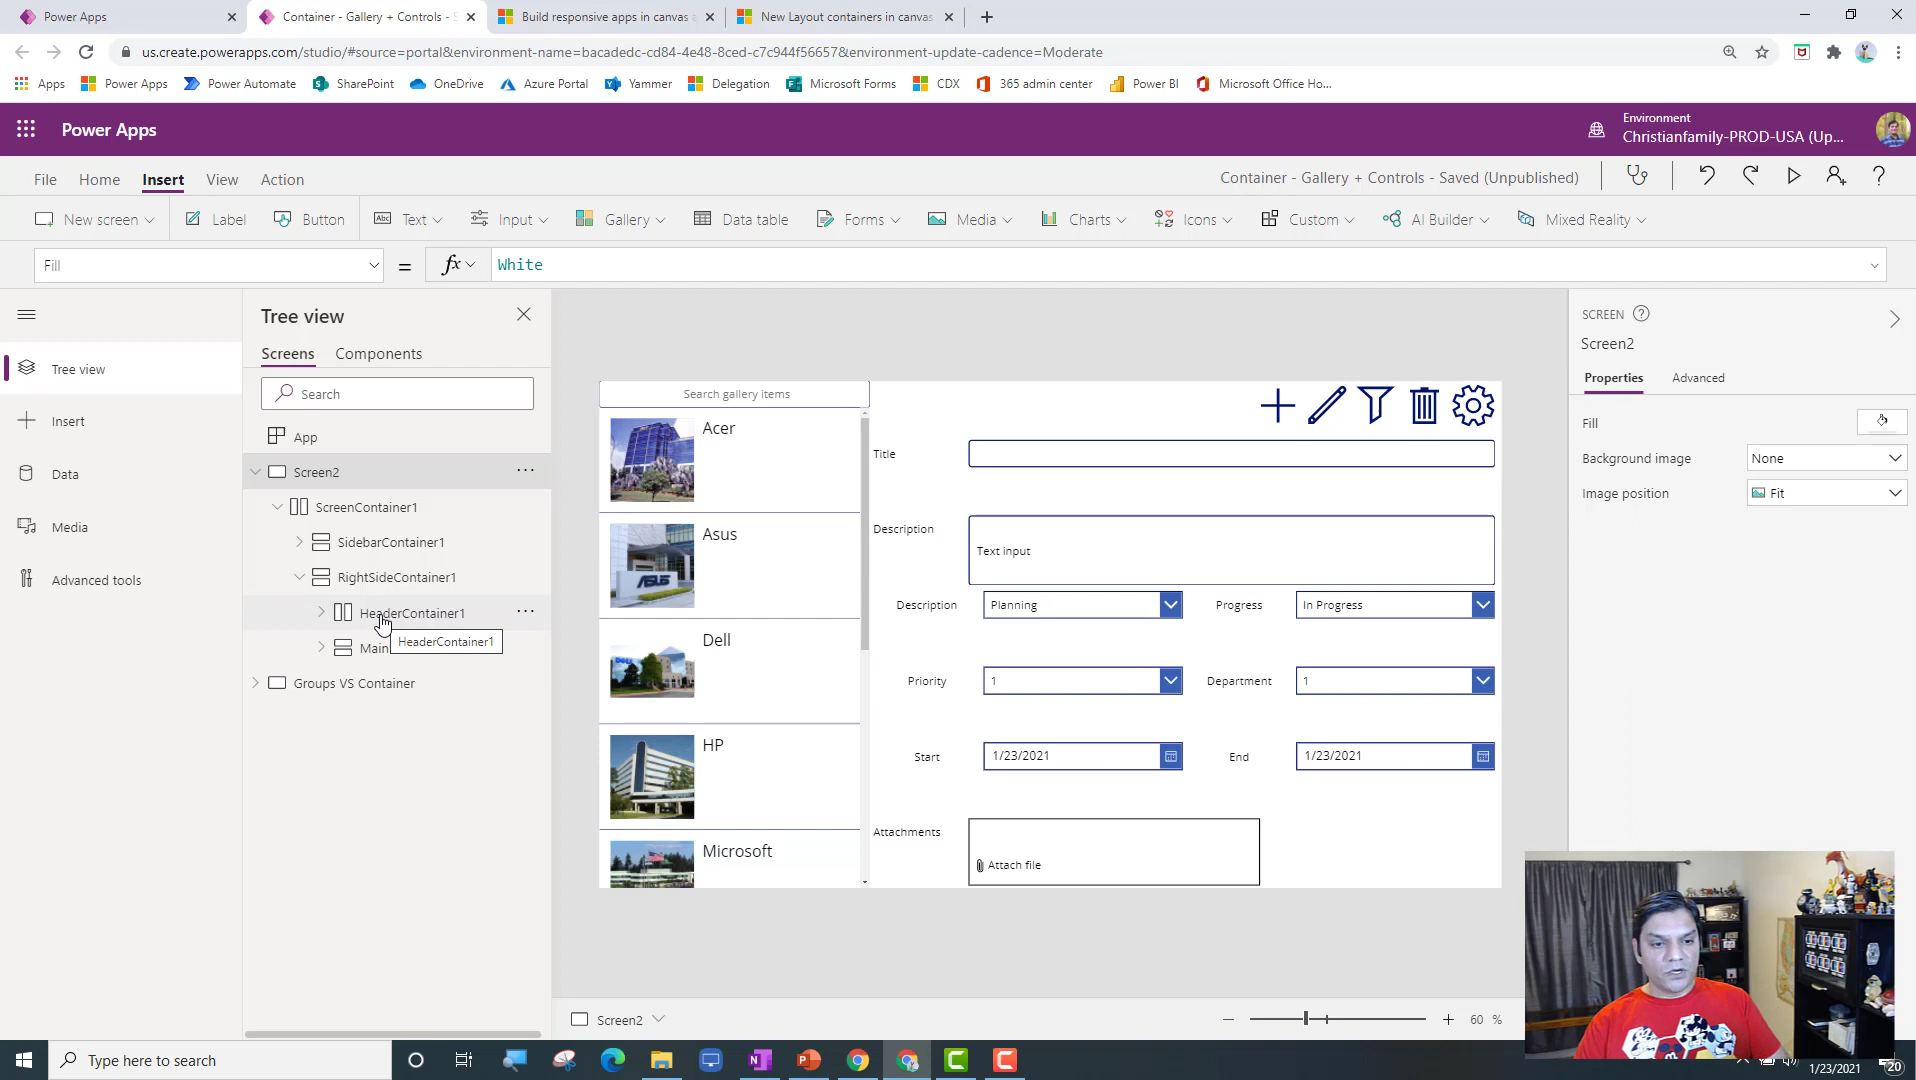 Power Apps
Container - Gallery + Controls - S
Build responsive apps in canvas a
New Layout containers in canvas
us.create.powerapps.com/studio/#source=portal&environment-name=bacadedc-cd84-4e48-8ced-c7c944f56657&environment-update-cadence=Moderate
Apps Power Apps Power Automate SharePoint OneDrive Azure Portal Yammer Delegation Microsoft Forms CDX 365 admin center Power BI Microsoft Office Ho...
Power Apps
Environment
Christianfamily-PROD-USA (Up...
File Home Insert View Action
Container - Gallery + Controls - Saved (Unpublished)
New screen Label Button Text Input Gallery Data table Forms Media Charts Icons Custom AI Builder Mixed Reality
Fill = fx White
Tree view
Screens Components
Search
App
Screen2
ScreenContainer1
SidebarContainer1
RightSideContainer1
HeaderContainer1
HeaderContainer1
Main
Groups VS Container
Tree view
Insert
Data
Media
Advanced tools
Search gallery items
Acer
ASUS
Asus
DELL
Dell
HP
Microsoft
Title
Description
Text input
Description Planning Progress In Progress
Priority 1 Department 1
Start 1/23/2021 End 1/23/2021
Attachments
Attach file
SCREEN
Screen2
Properties Advanced
Fill
Background image None
Image position Fit
Screen2
60 %
Type here to search
1/23/2021
20